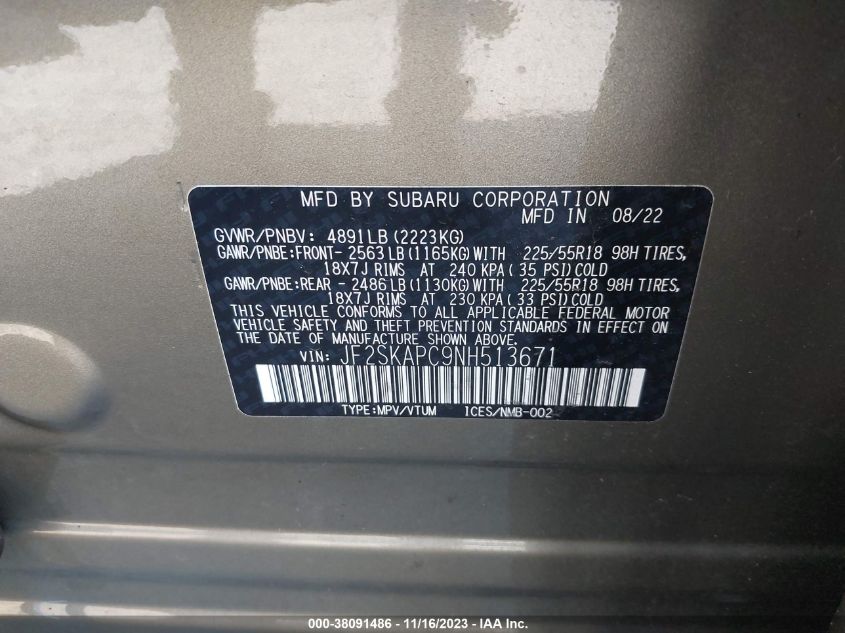 MFD BY SUBARU CORPORATION
MFD IN 08/22
GVWR/PNBV: 4891LB (2223KG)
GAWR/PNBE:FRONT- 2563 LB (1165KG) WITH 225/55R18 98H TIRES,
18X7J RIMS AT 240 KPA ( 35 PSI) COLD
GAWR/PNBE:REAR - 2486 LB (1130KG) WITH 225/55R18 98H TIRES,
18X7J RIMS AT 230 KPA ( 33 PSI) COLD
THIS VEHICLE CONFORMS TO ALL APPLICABLE FEDERAL MOTOR
VEHICLE SAFETY AND THEFT PREVENTION STANDARDS IN EFFECT ON
THE DATE OF MANUFACTURE SHOWN ABOVE.
VIN: JF2SKAPC9NH513671
TYPE:MPV/VTUM ICES/NMB-002
000-38091486 - 11/16/2023 - IAA Inc.